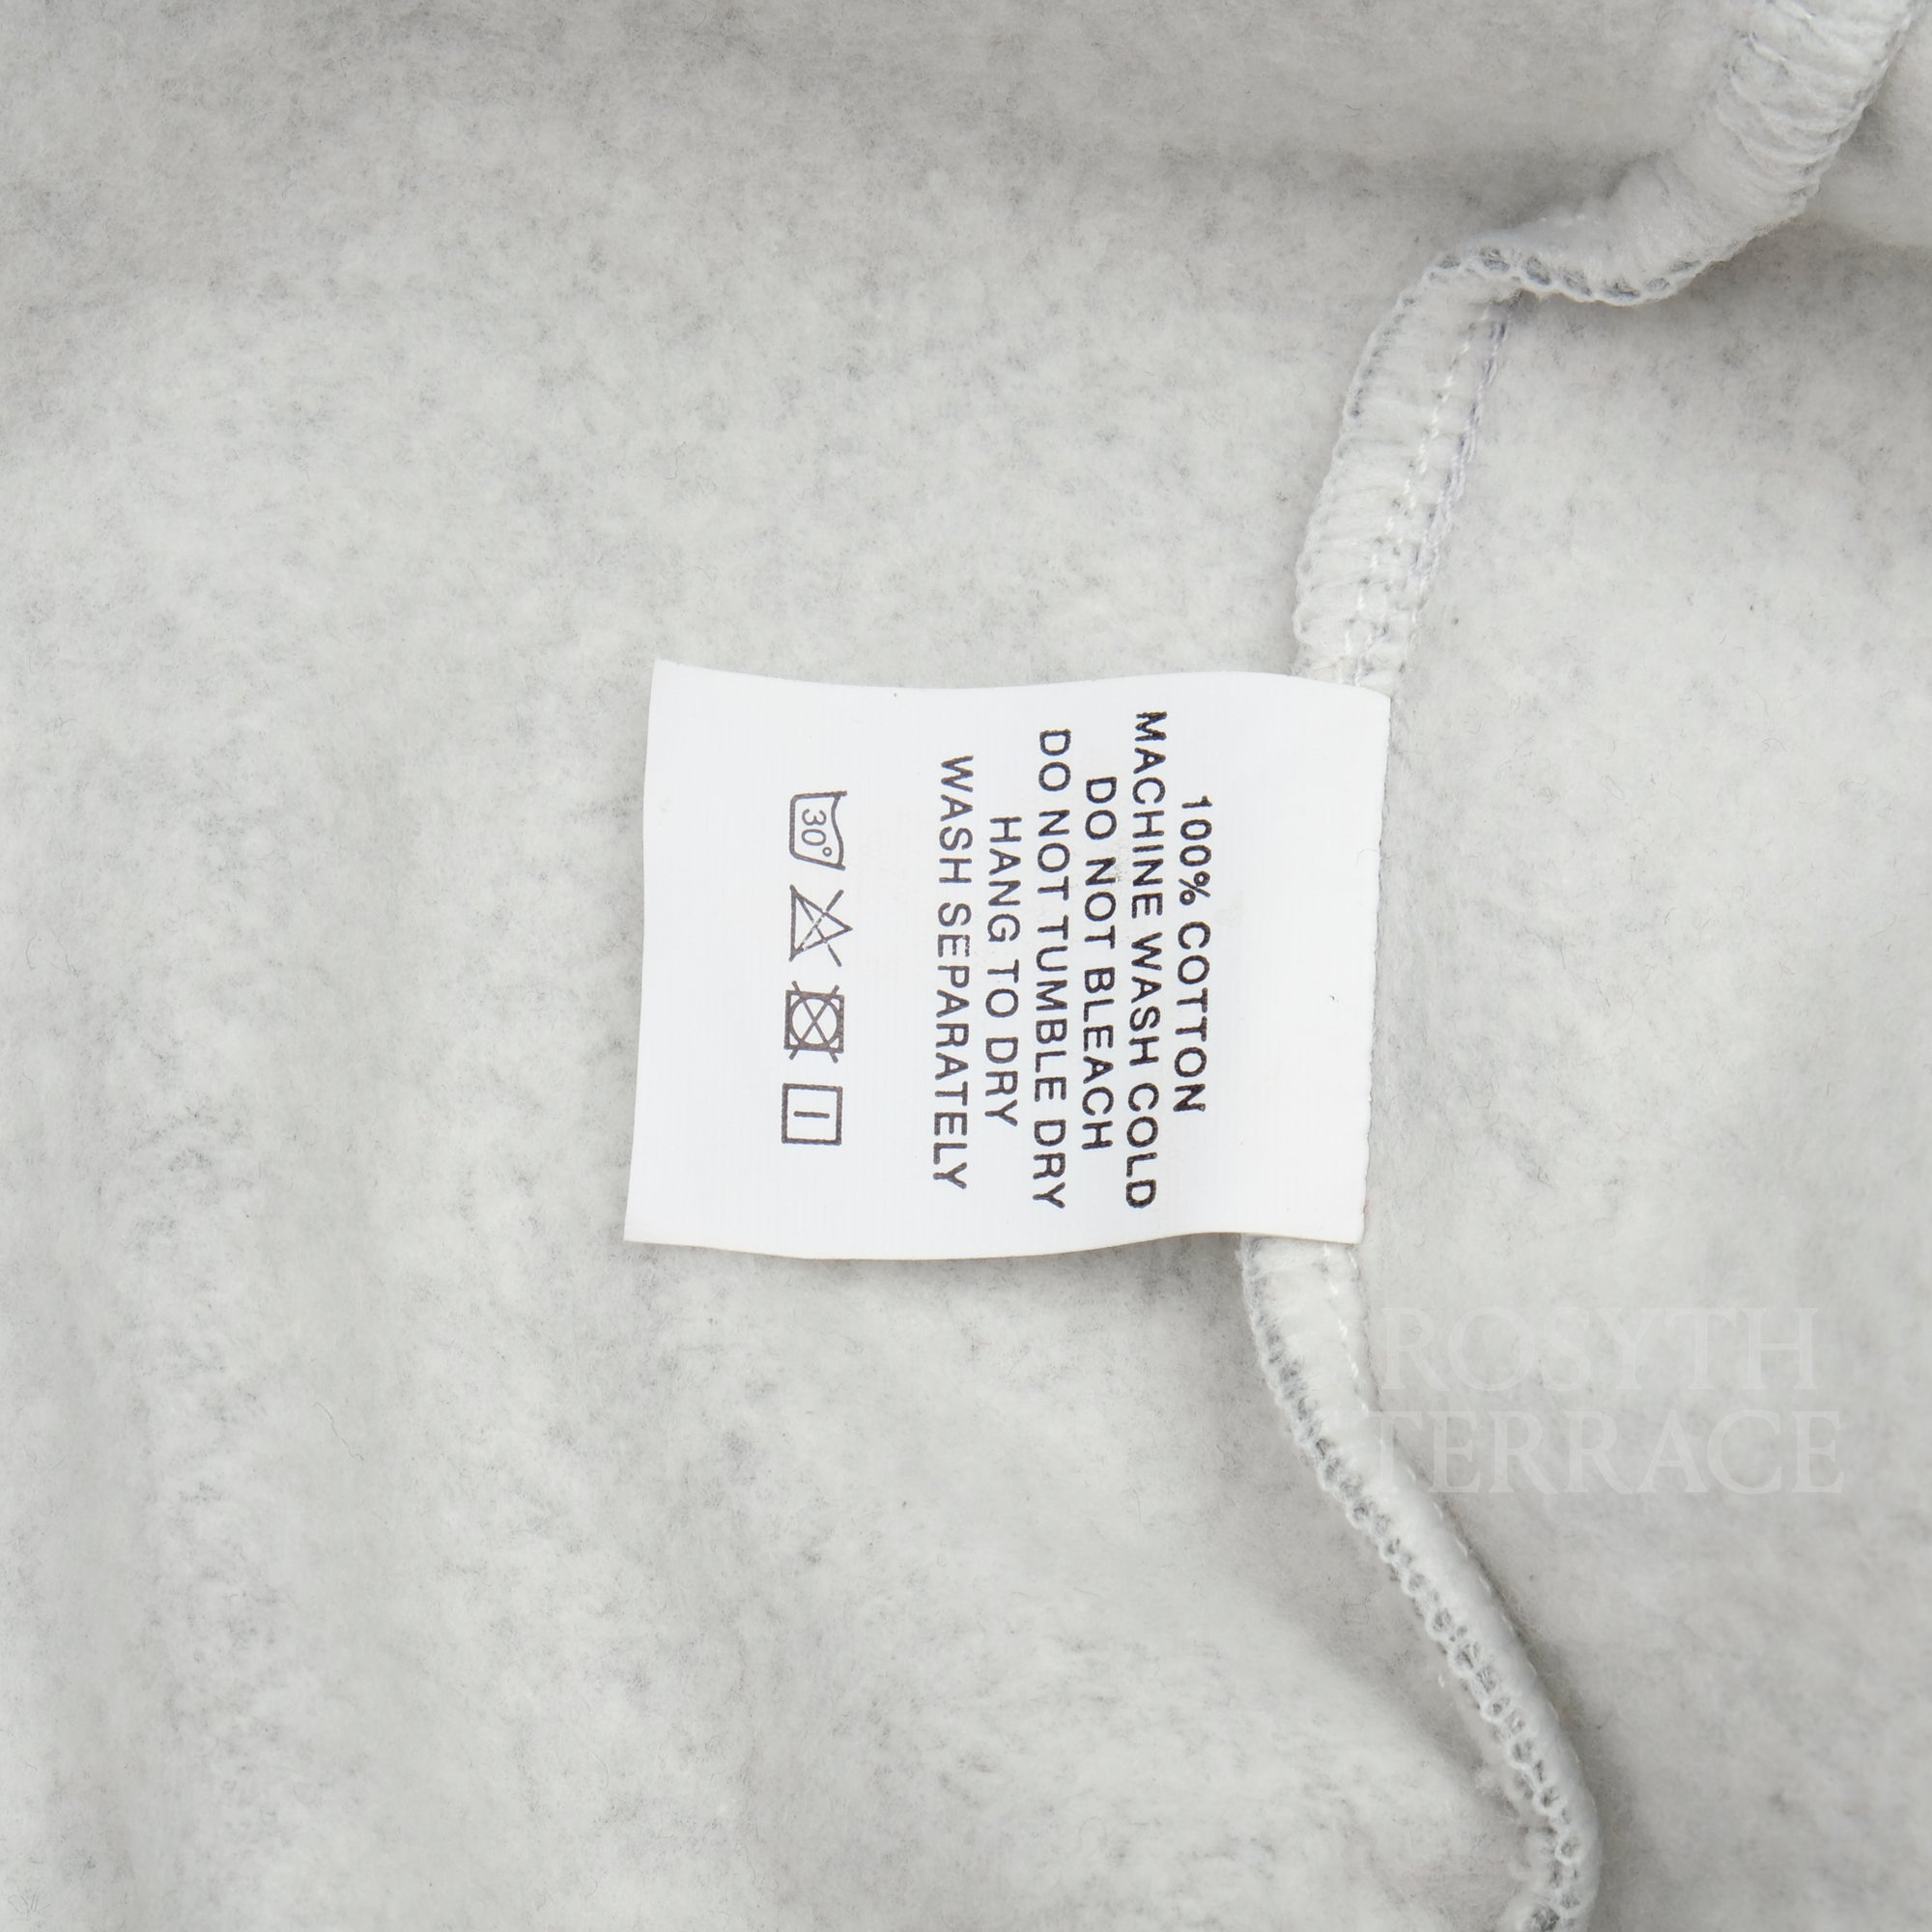 100% COTTON
MACHINE WASH COLD
DO NOT BLEACH
DO NOT TUMBLE DRY
HANG TO DRY
WASH SEPARATELY
30°
ROSYTH
TERRACE